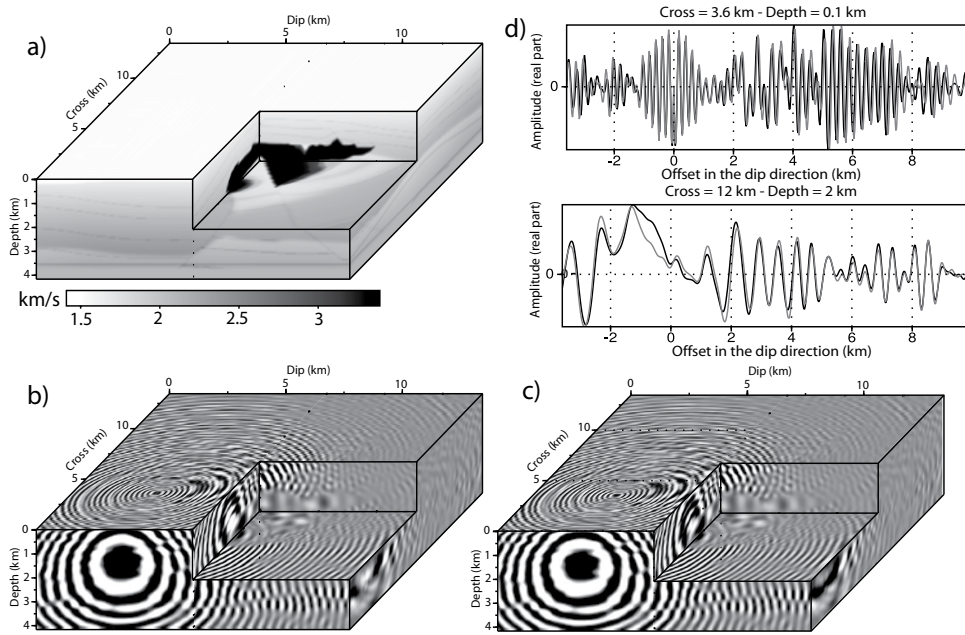 a)
Dip (km)
0
5
10
Cross (km)
10
5
0
Depth (km)
1
2
3
4
km/s
1.5
2
2.5
3
d)
Cross = 3.6 km - Depth = 0.1 km
Amplitude (real part)
0
-2
0
2
4
6
8
Offset in the dip direction (km)
Cross = 12 km - Depth = 2 km
Amplitude (real part)
0
-2
0
2
4
6
8
Offset in the dip direction (km)
b)
Dip (km)
0
5
10
Cross (km)
10
5
0
Depth (km)
1
2
3
4
c)
Dip (km)
0
5
10
Cross (km)
10
5
0
Depth (km)
1
2
3
4